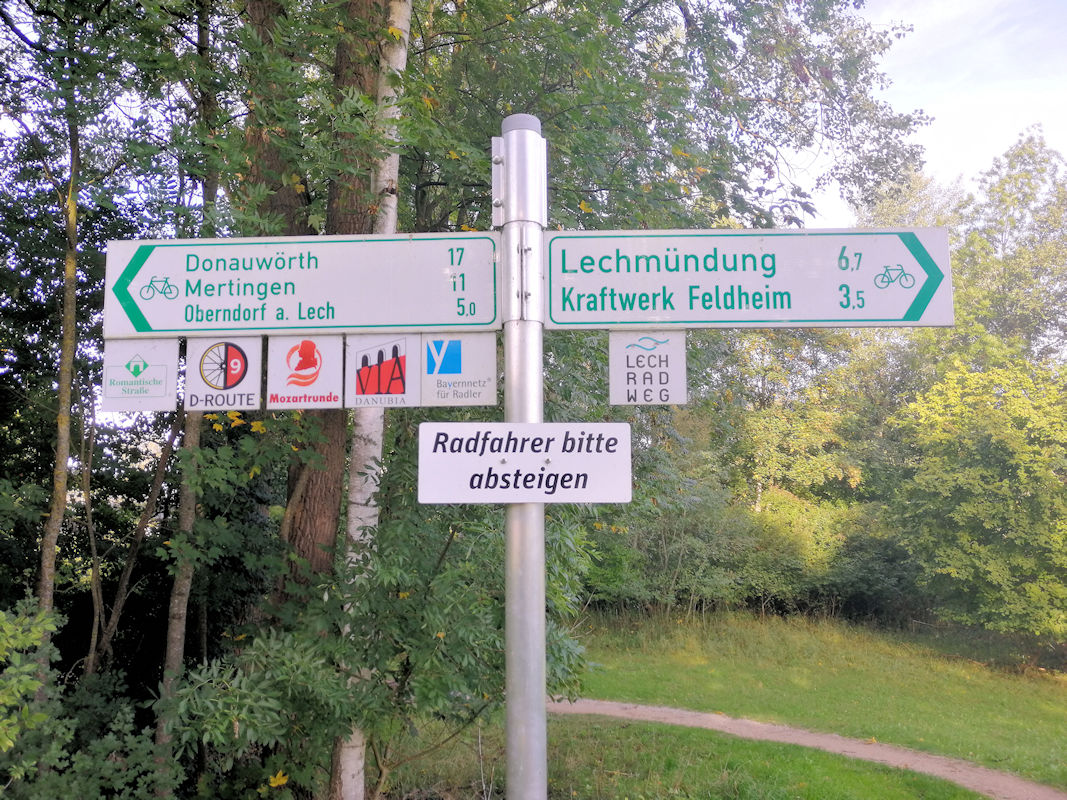 Donauwörth 17
Mertingen 11
Oberndorf a. Lech 5,0
Lechmündung 6,7
Kraftwerk Feldheim 3,5
Romantische
Straße
9
D-ROUTE
Mozartrunde
VIA
DANUBIA
Bayernnetz®
für Radler
LECH
RAD
WEG
Radfahrer bitte
absteigen